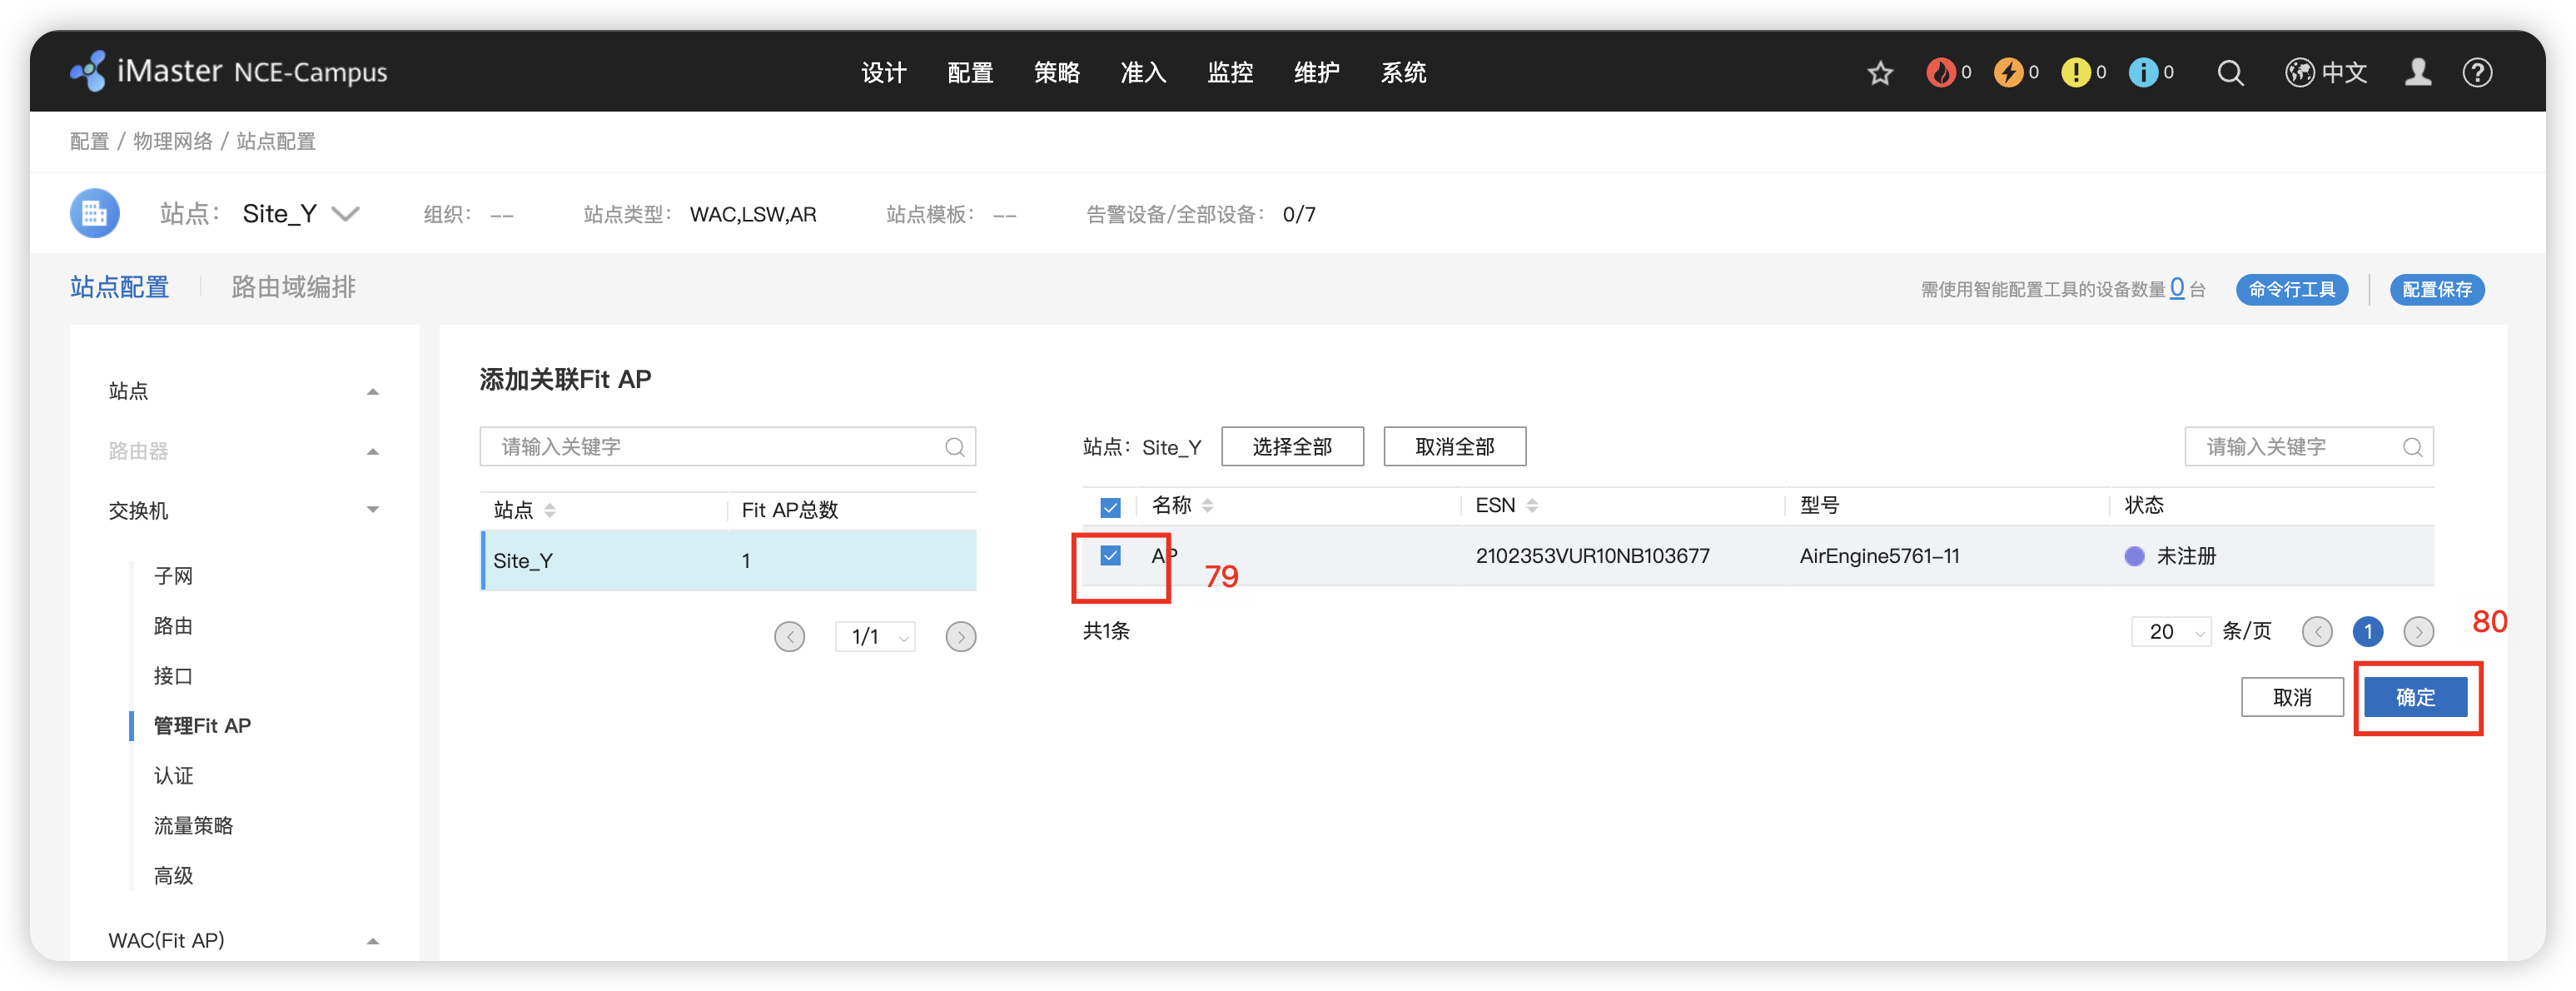 iMaster NCE-Campus 设计 配置 策略 准入 监控 维护 系统 0 0 0 0 中文
配置 / 物理网络 / 站点配置
站点： Site_Y 组织： -- 站点类型： WAC,LSW,AR 站点模板： -- 告警设备/全部设备： 0/7
站点配置 路由域编排 需使用智能配置工具的设备数量 0 台 命令行工具 配置保存
站点
路由器
交换机
子网
路由
接口
管理Fit AP
认证
流量策略
高级
WAC(Fit AP)
添加关联Fit AP
请输入关键字
站点 Fit AP总数
Site_Y 1
1/1
站点：Site_Y 选择全部 取消全部 请输入关键字
名称 ESN 型号 状态
AP 2102353VUR10NB103677 AirEngine5761-11 未注册
79
共1条 20 条/页 1
80
取消 确定